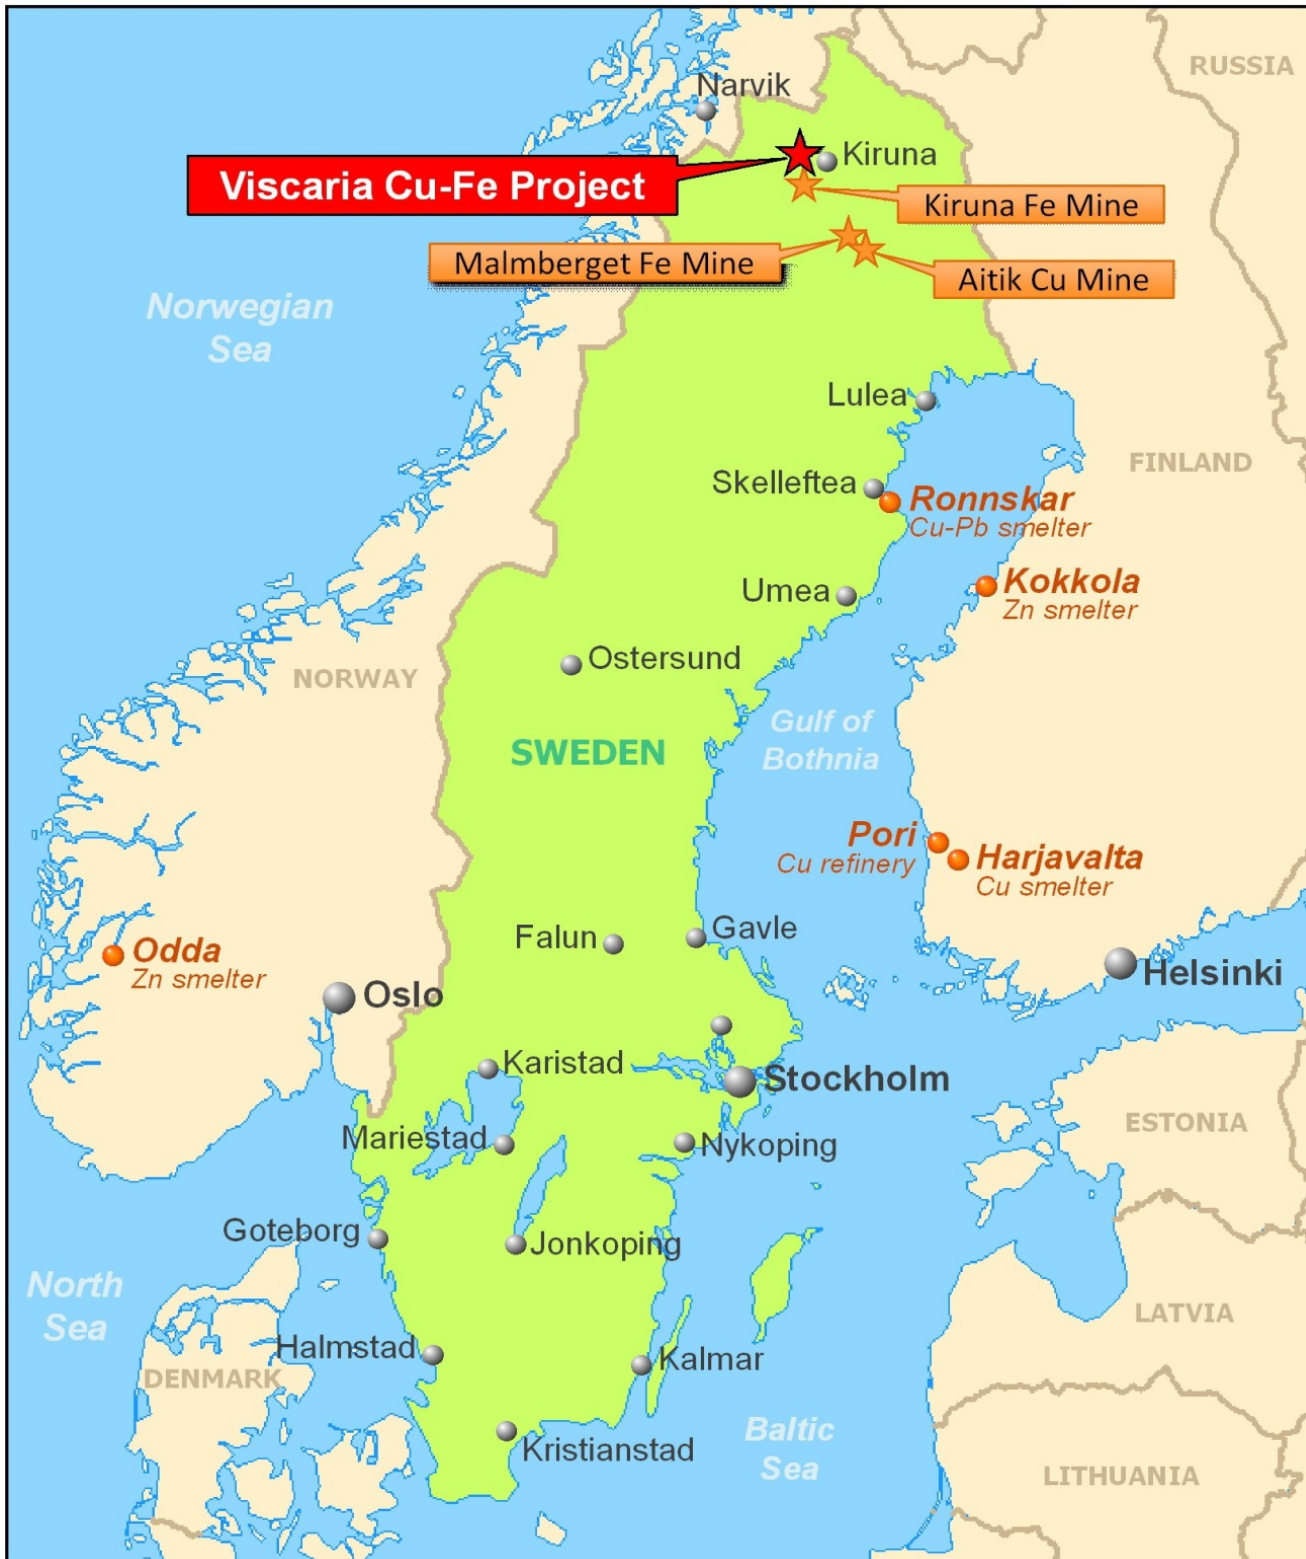 RUSSIA
Narvik
Kiruna
Viscaria Cu-Fe Project
Kiruna Fe Mine
Malmberget Fe Mine
Aitik Cu Mine
Norwegian
Sea
Lulea
FINLAND
Skelleftea
Ronnskar
Cu-Pb smelter
Kokkola
Zn smelter
Umea
Ostersund
NORWAY
Gulf of
Bothnia
SWEDEN
Pori
Cu refinery
Harjavalta
Cu smelter
Falun
Gavle
Odda
Zn smelter
Oslo
Helsinki
Karistad
Stockholm
Mariestad
Nykoping
ESTONIA
Goteborg
Jonkoping
North
Sea
LATVIA
Halmstad
Kalmar
DENMARK
Kristianstad
Baltic
Sea
LITHUANIA